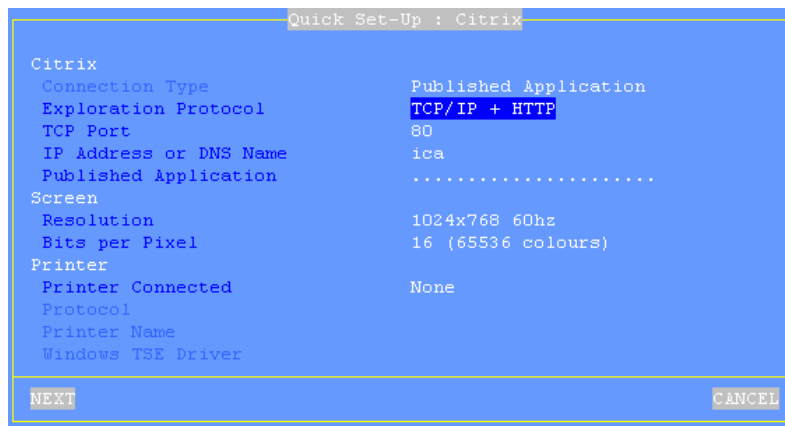 Quick Set-Up : Citrix
Citrix
Connection Type Published Application
Exploration Protocol TCP/IP + HTTP
TCP Port 80
IP Address or DNS Name ica
Published Application ......................
Screen
Resolution 1024x768 60hz
Bits per Pixel 16 (65536 colours)
Printer
Printer Connected None
Protocol
Printer Name
Windows TSE Driver
NEXT CANCEL